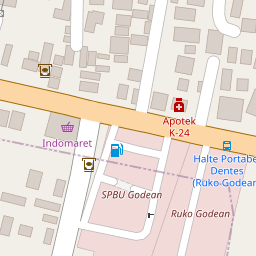 Apotek
K-24
Indomaret
Halte Portabe
Dentes
(Ruko Godean
SPBU Godean
Ruko Godean